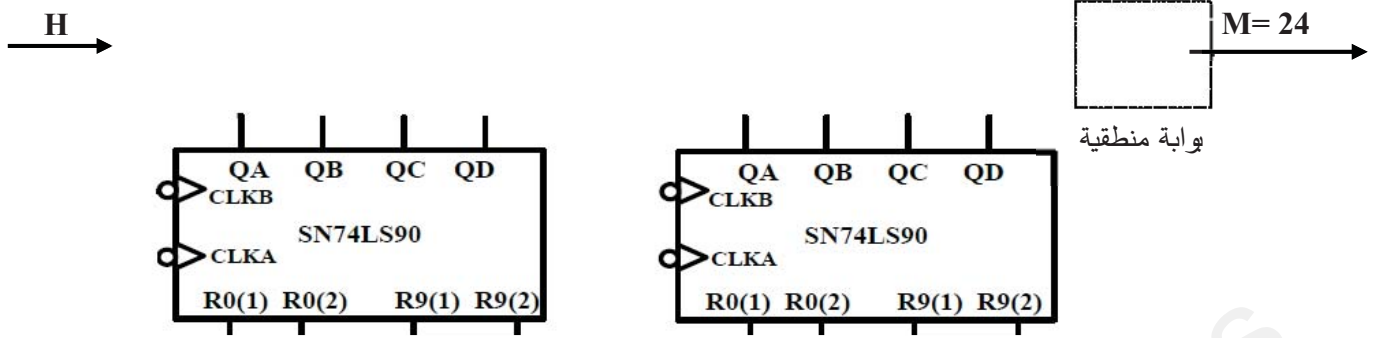 H
M= 24
بوابة منطقية
QA QB QC QD
CLKB
SN74LS90
CLKA
R0(1) R0(2) R9(1) R9(2)
QA QB QC QD
CLKB
SN74LS90
CLKA
R0(1) R0(2) R9(1) R9(2)